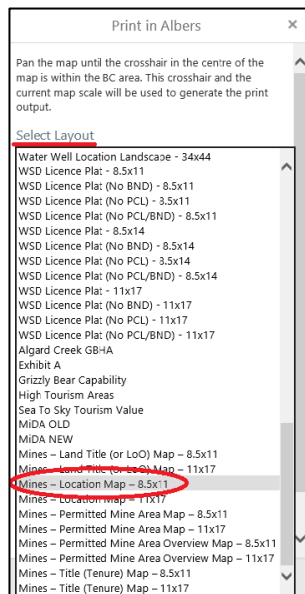 Print in Albers
×
Pan the map until the crosshair in the centre of the
map is within the BC area. This crosshair and the
current map scale will be used to generate the print
output.
Select Layout
Water Well Location Landscape - 34x44
WSD Licence Plat - 8.5x11
WSD Licence Plat (No BND) - 8.5x11
WSD Licence Plat (No PCL) - 8.5x11
WSD Licence Plat (No PCL/BND) - 8.5x11
WSD Licence Plat - 8.5x14
WSD Licence Plat (No BND) - 8.5x14
WSD Licence Plat (No PCL) - 8.5x14
WSD Licence Plat (No PCL/BND) - 8.5x14
WSD Licence Plat - 11x17
WSD Licence Plat (No BND) - 11x17
WSD Licence Plat (No PCL) - 11x17
WSD Licence Plat (No PCL/BND) - 11x17
Algard Creek GBHA
Exhibit A
Grizzly Bear Capability
High Tourism Areas
Sea To Sky Tourism Value
MiDA OLD
MiDA NEW
Mines – Land Title (or LoO) Map – 8.5x11
Mines – Land Title (or LoO) Map – 11x17
Mines – Location Map – 8.5x11
Mines – Location Map – 11x17
Mines – Permitted Mine Area Map – 8.5x11
Mines – Permitted Mine Area Map – 11x17
Mines – Permitted Mine Area Overview Map – 8.5x11
Mines – Permitted Mine Area Overview Map – 11x17
Mines – Title (Tenure) Map – 8.5x11
Mines – Title (Tenure) Map – 11x17